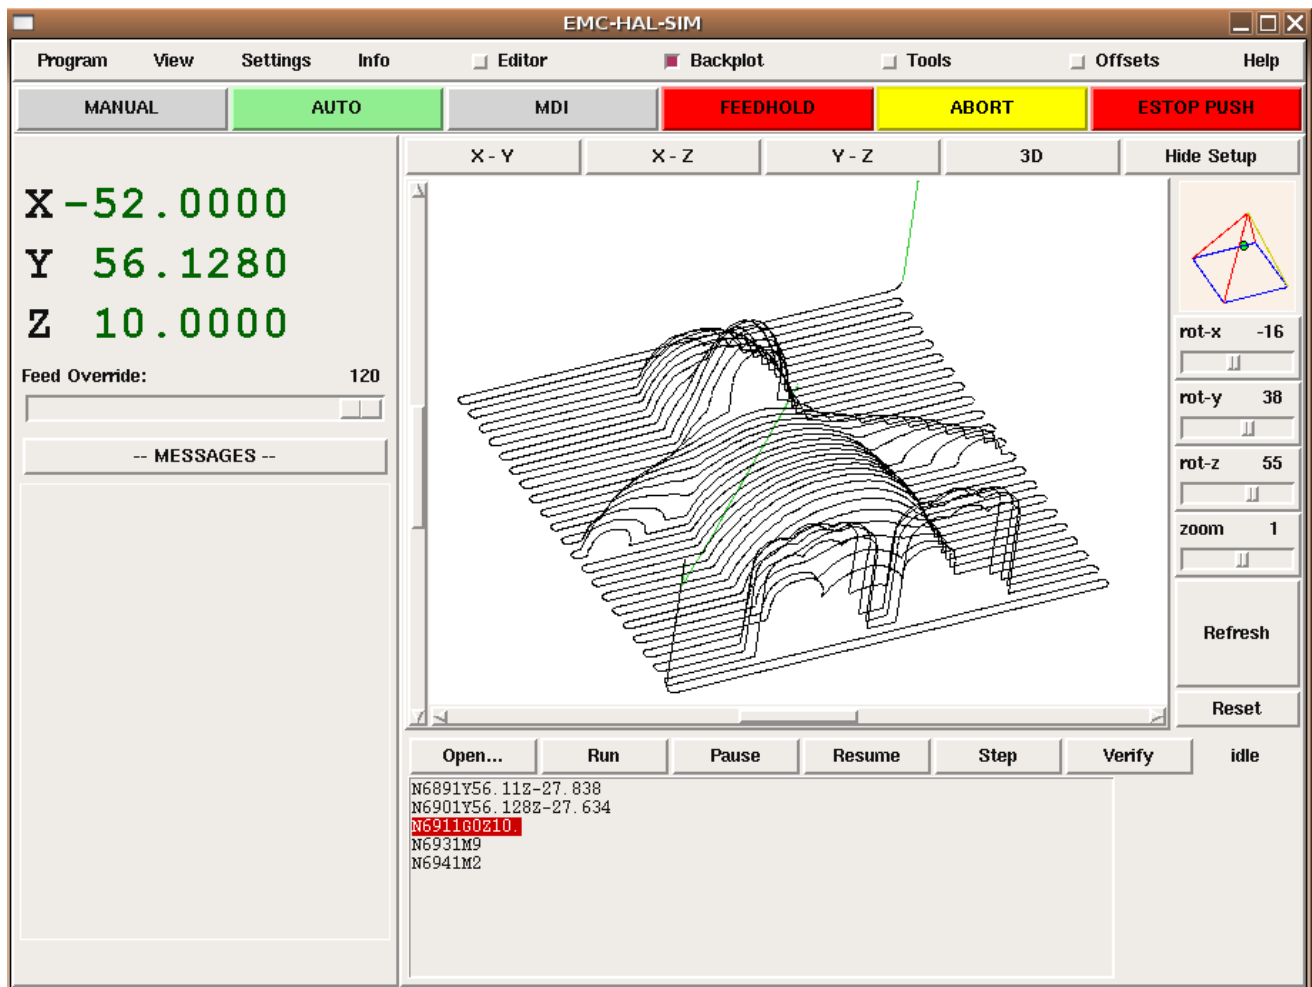 EMC-HAL-SIM
Program View Settings Info Editor Backplot Tools Offsets Help
MANUAL AUTO MDI FEEDHOLD ABORT ESTOP PUSH
X - Y X - Z Y - Z 3D Hide Setup
X -52.0000
Y 56.1280
Z 10.0000
Feed Override: 120
-- MESSAGES --
rot-x -16
rot-y 38
rot-z 55
zoom 1
Refresh
Reset
Open... Run Pause Resume Step Verify idle
N6891Y56.11Z-27.838
N6901Y56.128Z-27.634
N6911G0Z10.
N6931M9
N6941M2